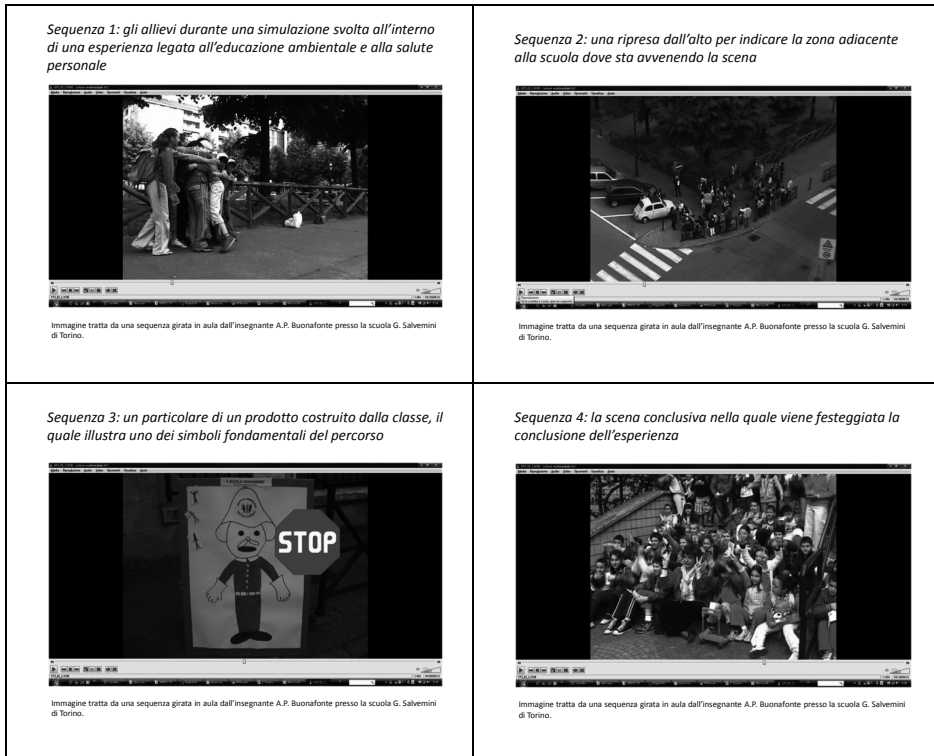 Sequenza 1: gli allievi durante una simulazione svolta all’interno
di una esperienza legata all’educazione ambientale e alla salute
personale
Immagine tratta da una sequenza girata in aula dall’insegnante A.P. Buonafonte presso la scuola G. Salvemini
di Torino.
Sequenza 2: una ripresa dall’alto per indicare la zona adiacente
alla scuola dove sta avvenendo la scena
Immagine tratta da una sequenza girata in aula dall’insegnante A.P. Buonafonte presso la scuola G. Salvemini
di Torino.
Sequenza 3: un particolare di un prodotto costruito dalla classe, il
quale illustra uno dei simboli fondamentali del percorso
STOP
Immagine tratta da una sequenza girata in aula dall’insegnante A.P. Buonafonte presso la scuola G. Salvemini
di Torino.
Sequenza 4: la scena conclusiva nella quale viene festeggiata la
conclusione dell’esperienza
Immagine tratta da una sequenza girata in aula dall’insegnante A.P. Buonafonte presso la scuola G. Salvemini
di Torino.